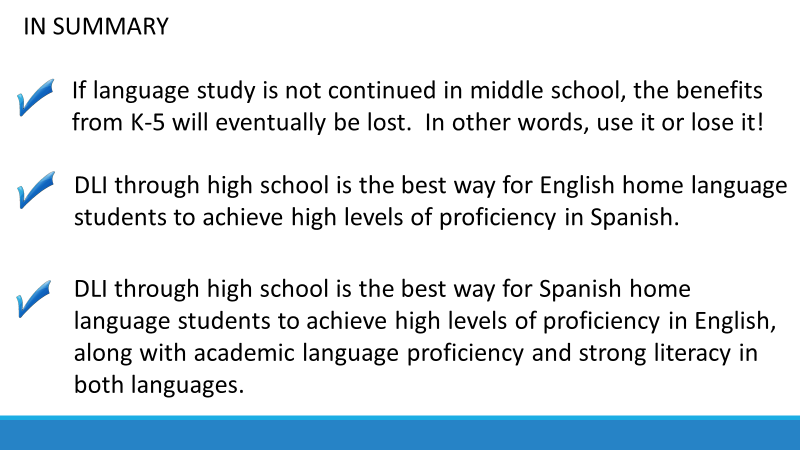 IN SUMMARY
If language study is not continued in middle school, the benefits
from K-5 will eventually be lost.  In other words, use it or lose it!
DLI through high school is the best way for English home language
students to achieve high levels of proficiency in Spanish.
DLI through high school is the best way for Spanish home
language students to achieve high levels of proficiency in English,
along with academic language proficiency and strong literacy in
both languages.